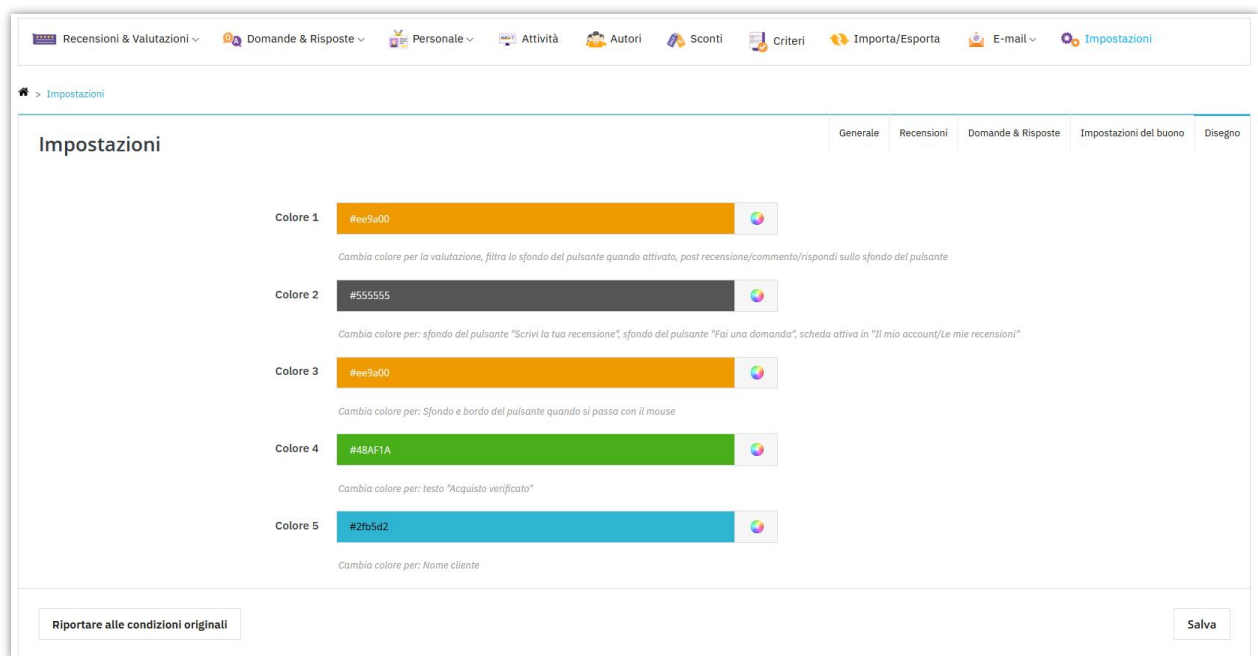 Recensioni & Valutazioni Domande & Risposte Personale Attività Autori Sconti Criteri Importa/Esporta E-mail Impostazioni
> Impostazioni
Impostazioni
Generale Recensioni Domande & Risposte Impostazioni del buono Disegno
Colore 1 #ee9a00
Cambia colore per la valutazione, filtra lo sfondo del pulsante quando attivato, post recensione/commento/rispondi sullo sfondo del pulsante
Colore 2 #555555
Cambia colore per: sfondo del pulsante "Scrivi la tua recensione", sfondo del pulsante "Fai una domanda", scheda attiva in "Il mio account/Le mie recensioni"
Colore 3 #ee9a00
Cambia colore per: Sfondo e bordo del pulsante quando si passa con il mouse
Colore 4 #48AF1A
Cambia colore per: testo "Acquisto verificato"
Colore 5 #2fb5d2
Cambia colore per: Nome cliente
Riportare alle condizioni originali Salva